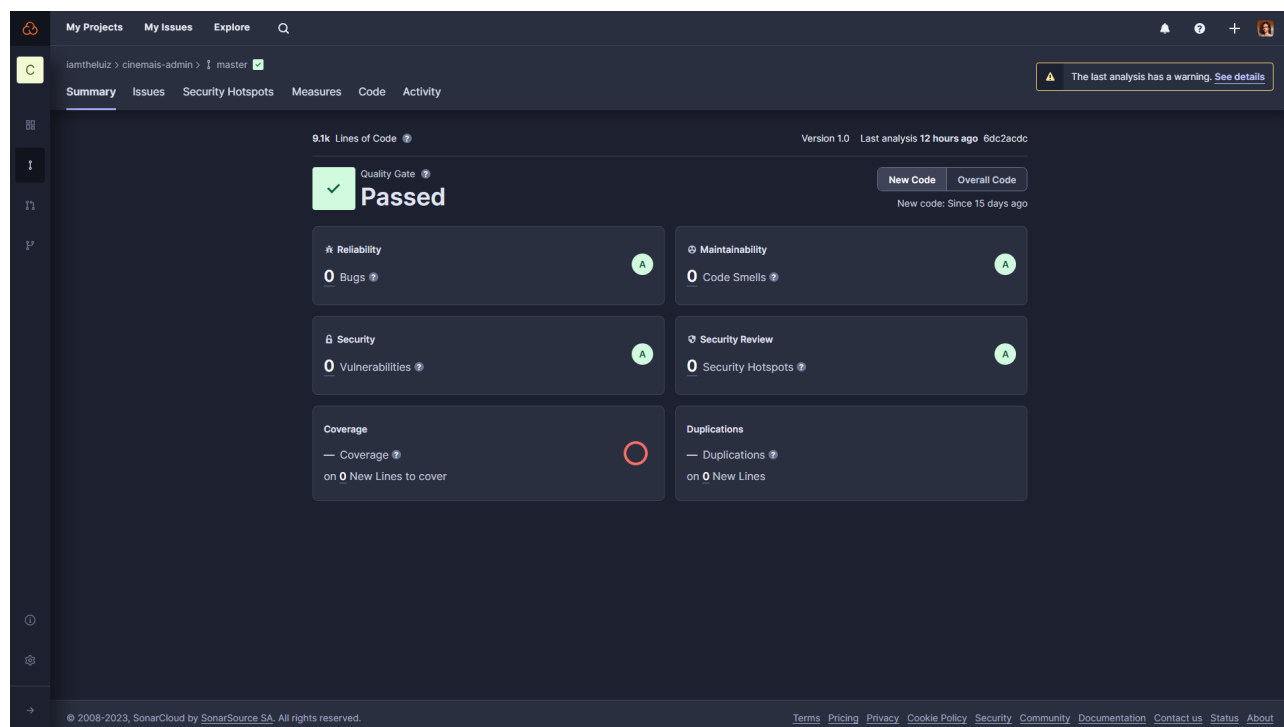 My Projects My Issues Explore
C
iamtheluiz > cinemais-admin > master
The last analysis has a warning. See details
Summary Issues Security Hotspots Measures Code Activity
9.1k Lines of Code ?
Version 1.0 Last analysis 12 hours ago 6dc2acdc
Quality Gate ?
Passed
New Code Overall Code
New code: Since 15 days ago
Reliability
0 Bugs ?
A
Maintainability
0 Code Smells ?
A
Security
0 Vulnerabilities ?
A
Security Review
0 Security Hotspots ?
A
Coverage
— Coverage ?
on 0 New Lines to cover
Duplications
— Duplications ?
on 0 New Lines
© 2008-2023, SonarCloud by SonarSource SA. All rights reserved.
Terms Pricing Privacy Cookie Policy Security Community Documentation Contact us Status About